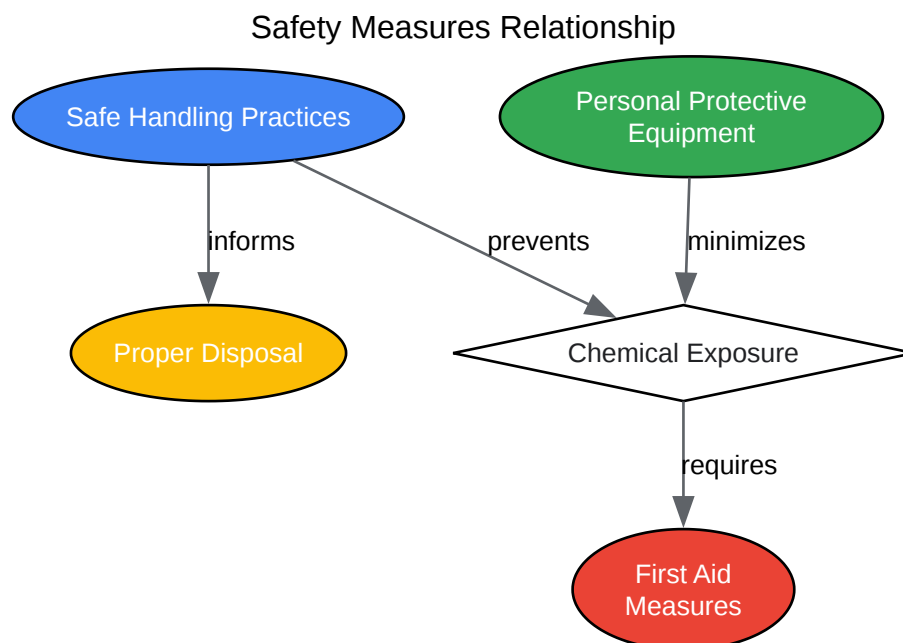 Safety Measures Relationship
Safe Handling Practices
Personal Protective
Equipment
informs
prevents
minimizes
Proper Disposal
Chemical Exposure
requires
First Aid
Measures